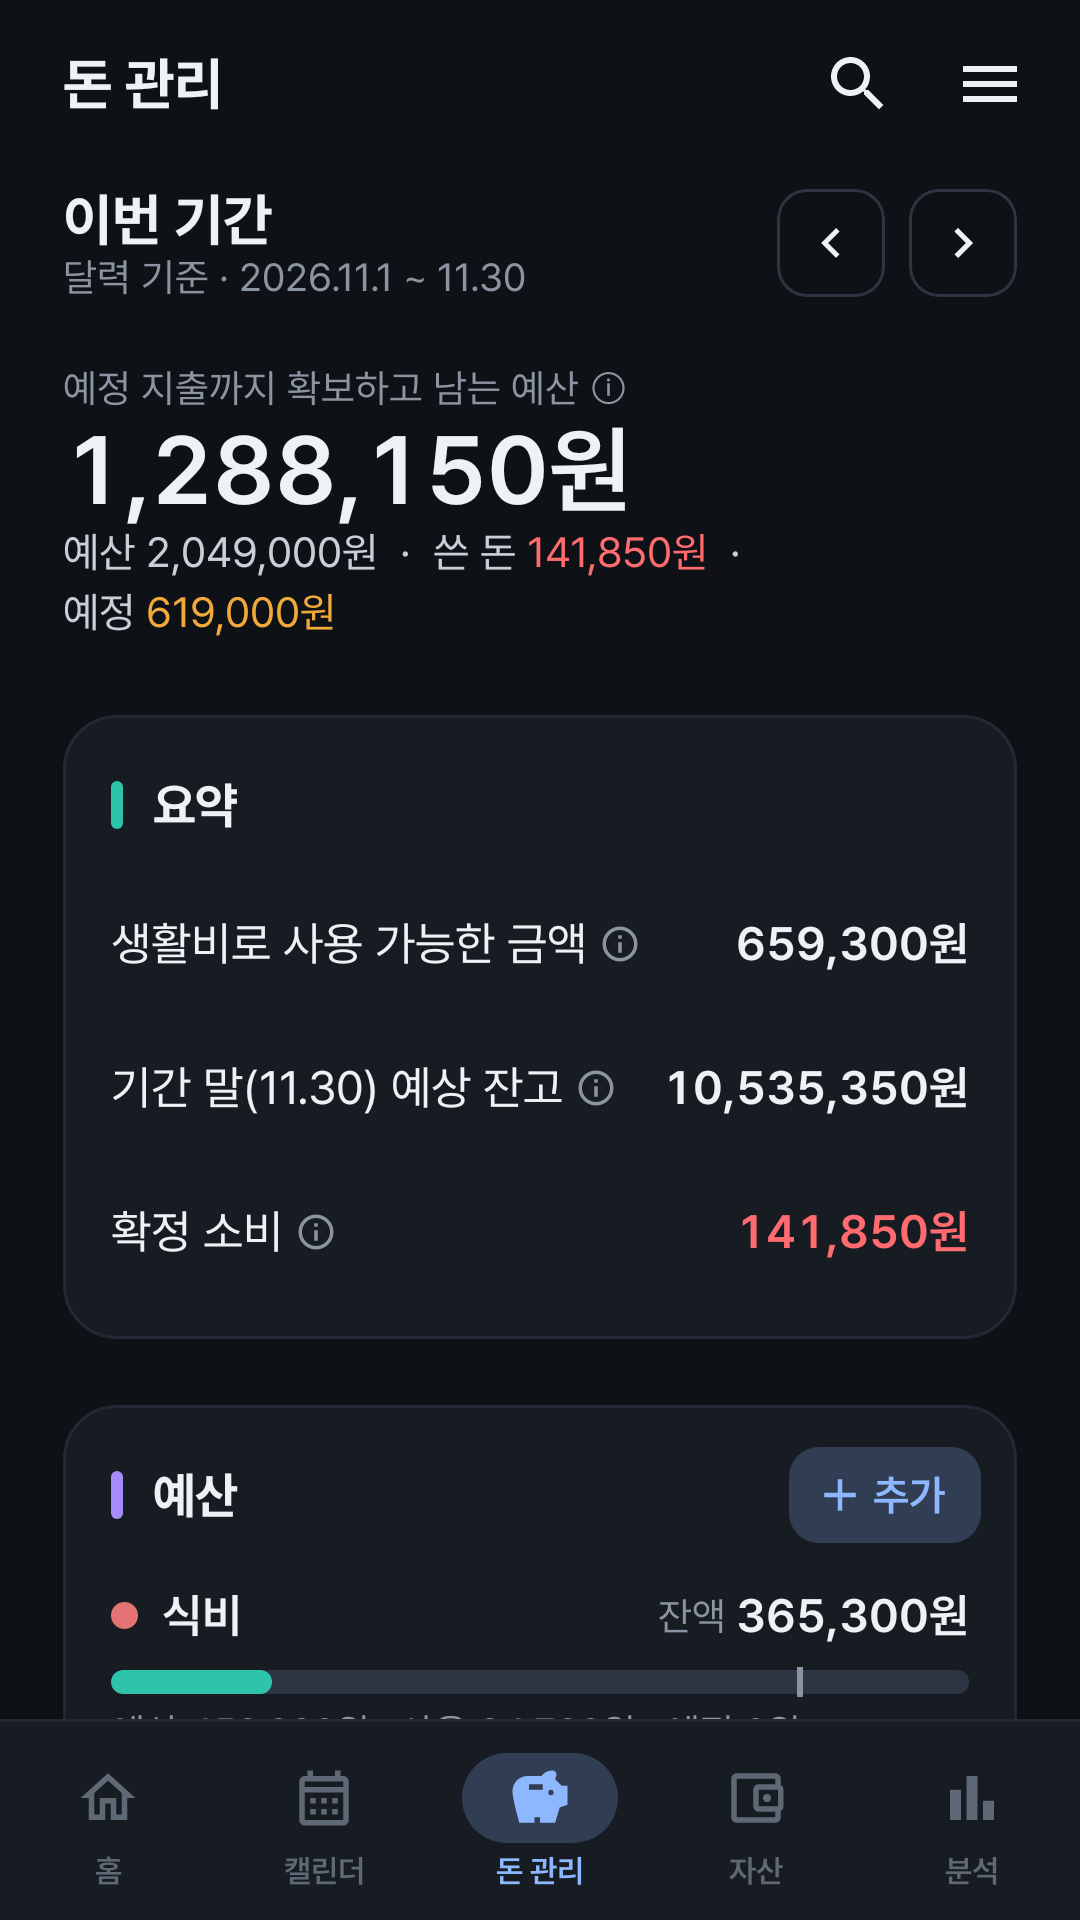 돈 관리
이번 기간
달력 기준 · 2026.11.1 ~ 11.30
예정 지출까지 확보하고 남는 예산
1,288,150원
예산 2,049,000원 · 쓴 돈 141,850원 ·
예정 619,000원
요약
생활비로 사용 가능한 금액 659,300원
기간 말(11.30) 예상 잔고 10,535,350원
확정 소비 141,850원
예산
+ 추가
식비 잔액 365,300원
홈
캘린더
돈 관리
자산
분석